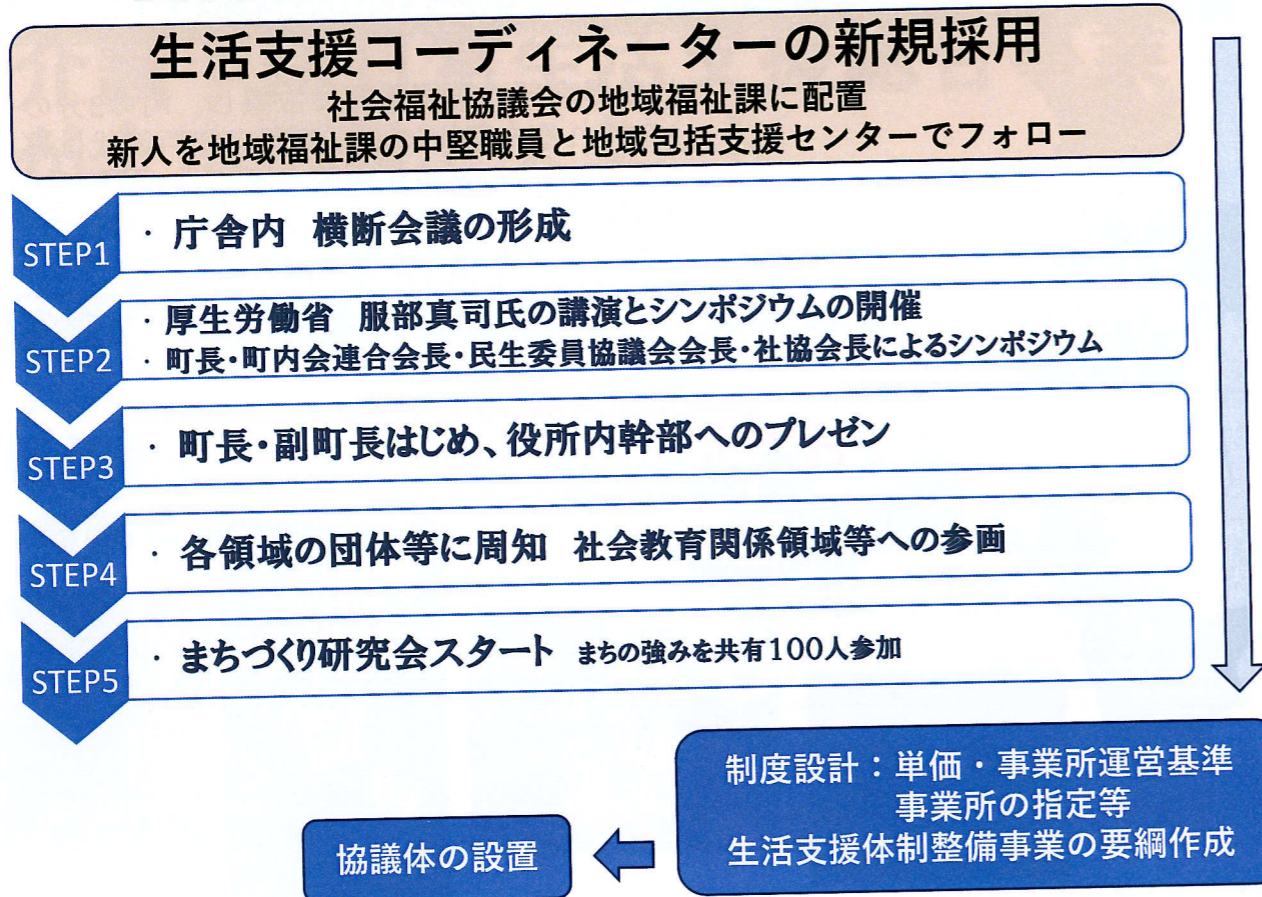 生活支援コーディネーターの新規採用
社会福祉協議会の地域福祉課に配置
新人を地域福祉課の中堅職員と地域包括支援センターでフォロー
STEP1
・庁舎内 横断会議の形成
STEP2
・厚生労働省 服部真司氏の講演とシンポジウムの開催
・町長・町内会連合会長・民生委員協議会会長・社協会長によるシンポジウム
STEP3
・町長・副町長はじめ、役所内幹部へのプレゼン
STEP4
・各領域の団体等に周知 社会教育関係領域等への参画
STEP5
・まちづくり研究会スタート まちの強みを共有100人参加
制度設計:単価・事業所運営基準
事業所の指定等
生活支援体制整備事業の要綱作成
協議体の設置